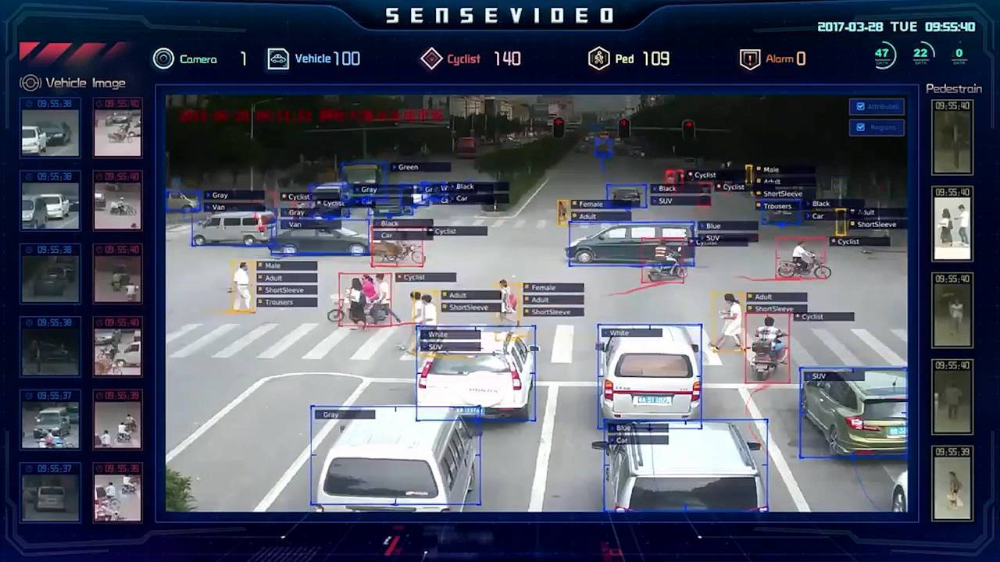 SENSEVIDEO
2017-03-28 TUE 09:55:40
Camera 1
Vehicle 100
Cyclist 140
Ped 109
Alarm 0
47
22
0
Vehicle Image
Pedestrain
09:55:38
09:55:40
09:55:38
09:55:40
09:55:38
09:55:40
09:55:38
09:55:40
09:55:37
09:55:39
09:55:37
09:55:39
09:55:40
09:55:40
09:55:40
09:55:40
09:55:39
Attributes
Regions
Green
Gray
Van
Cyclist
Gray
Van
Cyclist
Gray
Car
Black
Car
Black
Car
Cyclist
Female
Adult
Black
SUV
Cyclist
Cyclist
Male
Adult
ShortSleeve
Trousers
Black
Car
Adult
ShortSleeve
Blue
SUV
Cyclist
Cyclist
Male
Adult
ShortSleeve
Trousers
Cyclist
Adult
ShortSleeve
Female
Adult
ShortSleeve
Adult
ShortSleeve
Cyclist
White
SUV
White
SUV
Gray
Blue
Car